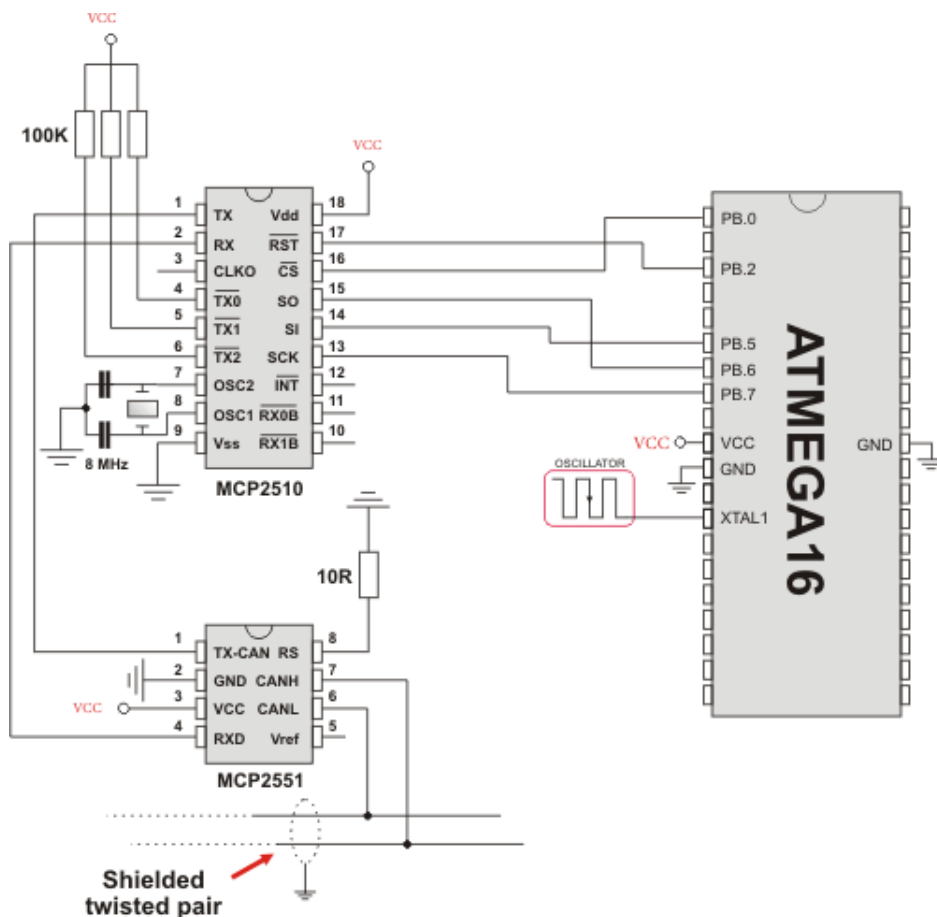 VCC
100K
VCC
1 TX Vdd 18
2 RX RST 17
3 CLKO CS 16
4 TX0 SO 15
5 TX1 SI 14
6 TX2 SCK 13
7 OSC2 INT 12
8 OSC1 RX0B 11
9 Vss RX1B 10
8 MHz
MCP2510
PB.0
PB.2
PB.5
PB.6
PB.7
VCC VCC
GND
GND
XTAL1
ATMEGA16
OSCILLATOR
10R
1 TX-CAN RS 8
2 GND CANH 7
VCC 3 VCC CANL 6
4 RXD Vref 5
MCP2551
Shielded
twisted pair